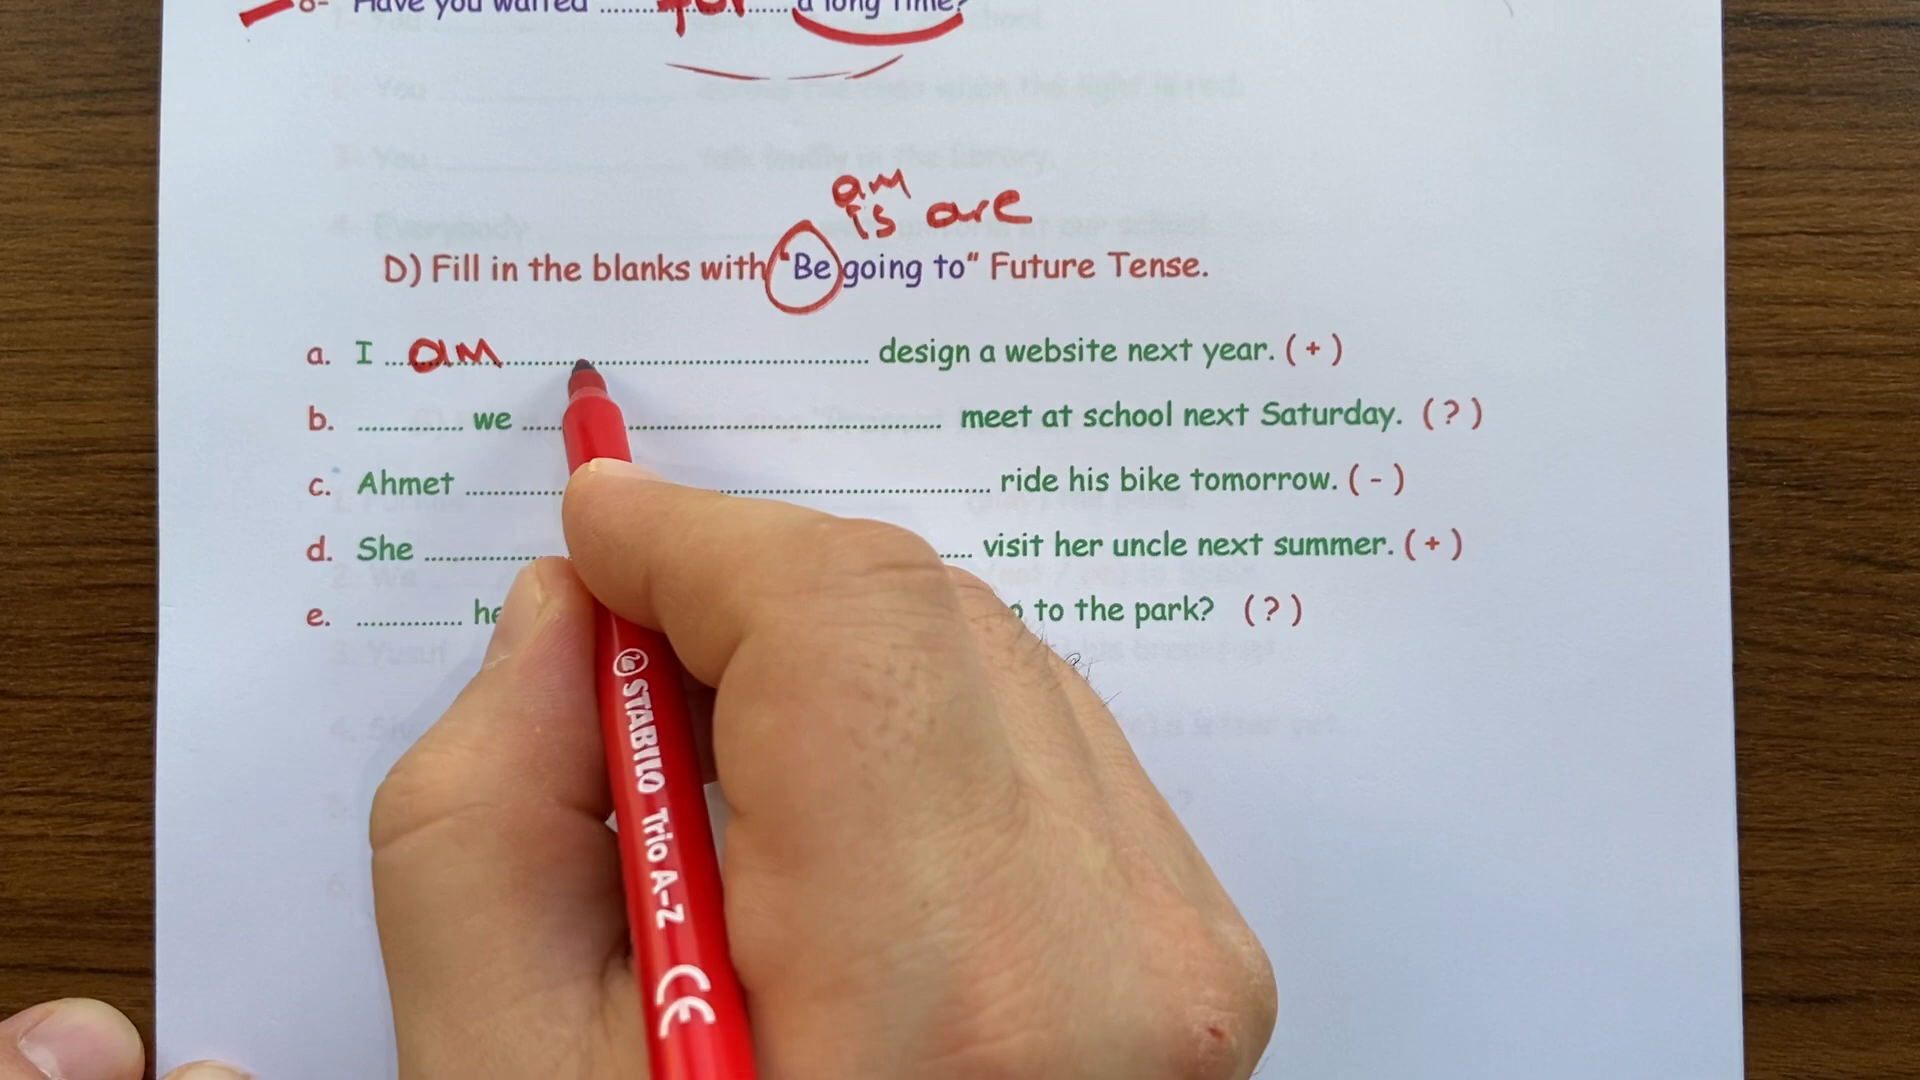 8- Have you waited ............ for ...... a long time?
am
is are
D) Fill in the blanks with "Be going to" Future Tense.
a. I ... am ........................................ design a website next year. ( + )
b. .............. we ........................................ meet at school next Saturday. ( ? )
c. Ahmet ........................................ ride his bike tomorrow. ( - )
d. She ........................................ visit her uncle next summer. ( + )
e. .............. he to the park? ( ? )
STABILO Trio A-Z CE